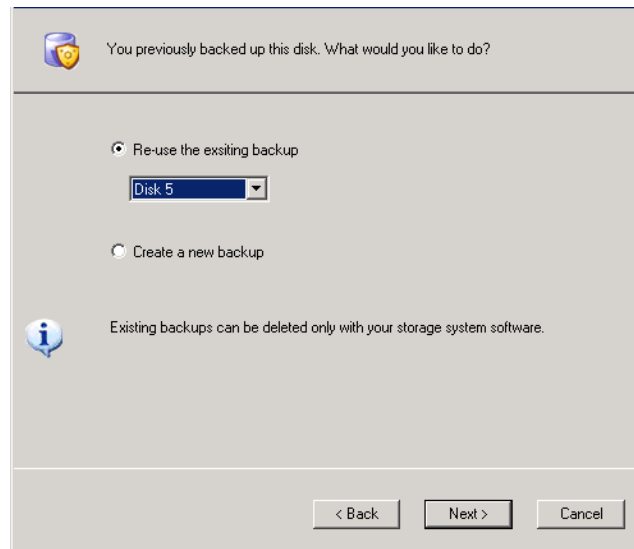 You previously backed up this disk. What would you like to do?
Re-use the exsiting backup
Disk 5
Create a new backup
Existing backups can be deleted only with your storage system software.
< Back
Next >
Cancel